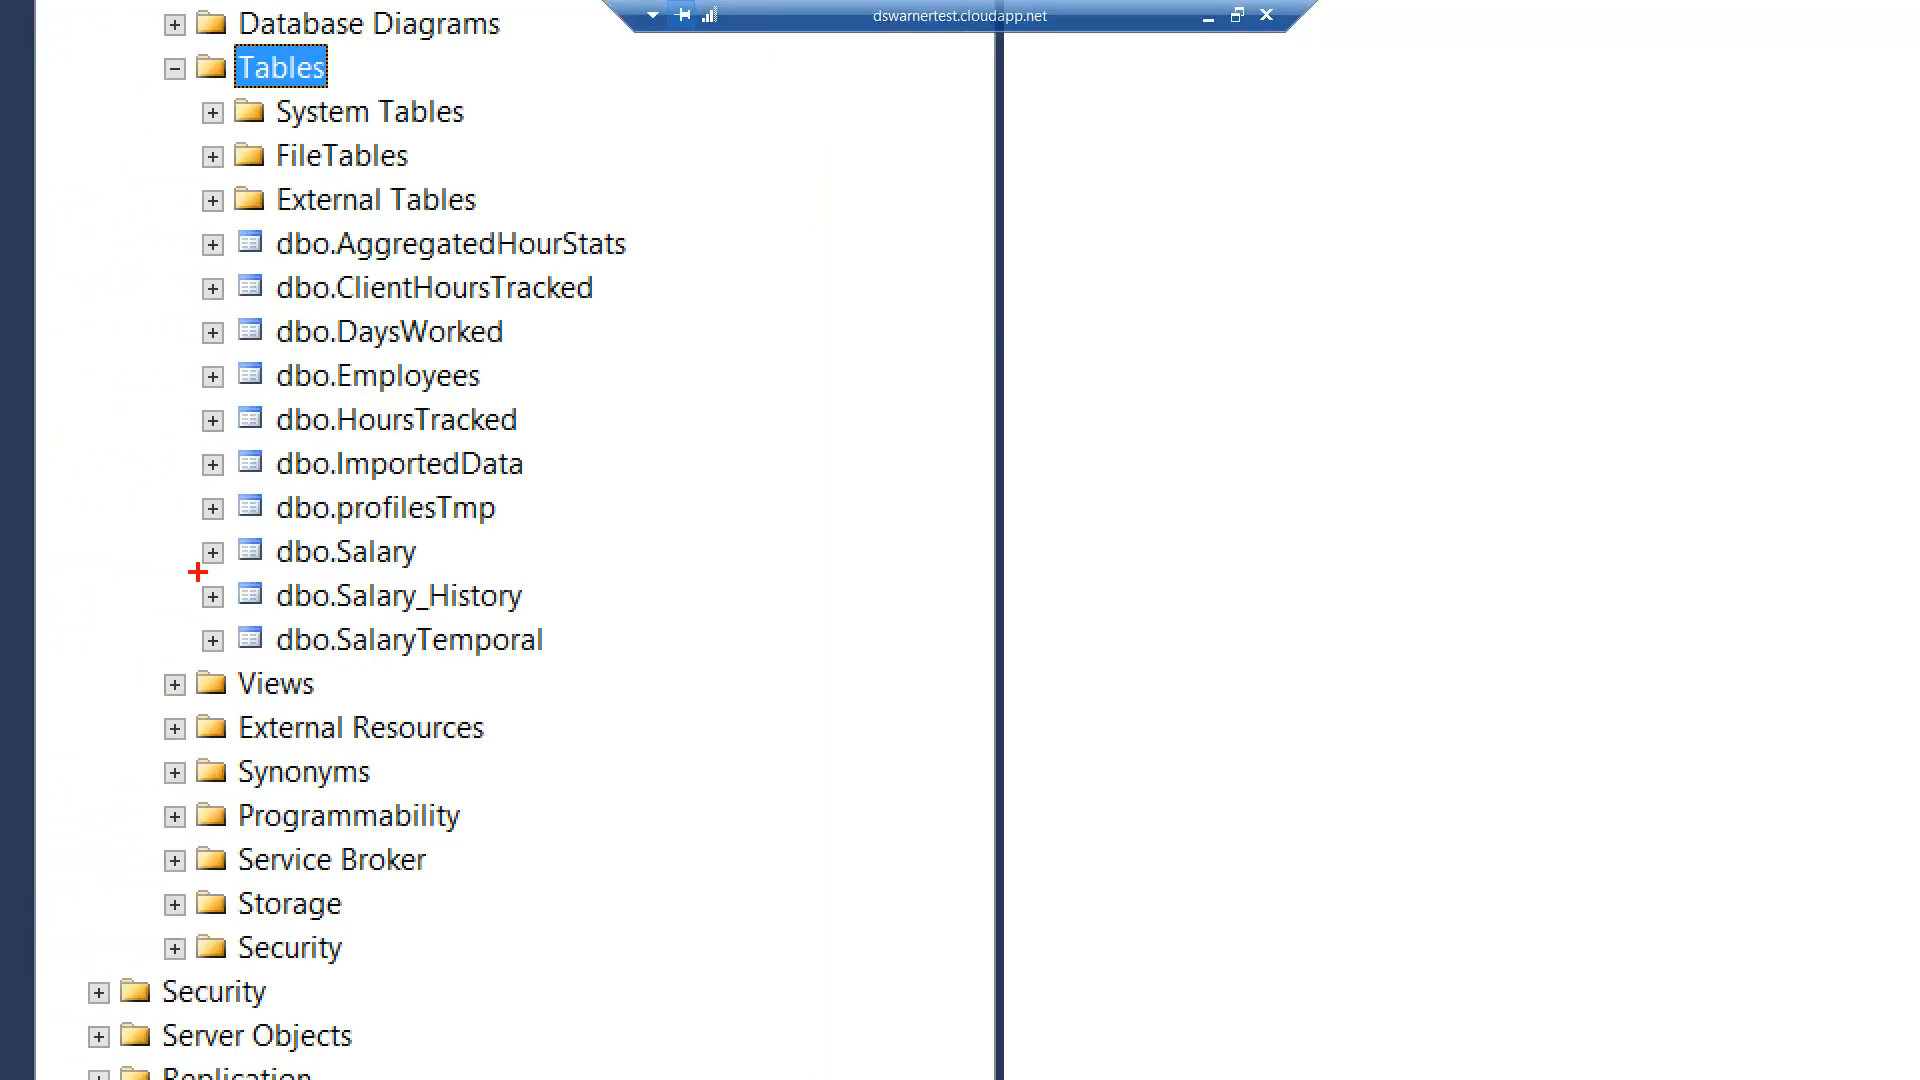 dswarnertest.cloudapp.net
Database Diagrams
Tables
System Tables
FileTables
External Tables
dbo.AggregatedHourStats
dbo.ClientHoursTracked
dbo.DaysWorked
dbo.Employees
dbo.HoursTracked
dbo.ImportedData
dbo.profilesTmp
dbo.Salary
dbo.Salary_History
dbo.SalaryTemporal
Views
External Resources
Synonyms
Programmability
Service Broker
Storage
Security
Security
Server Objects
Replication